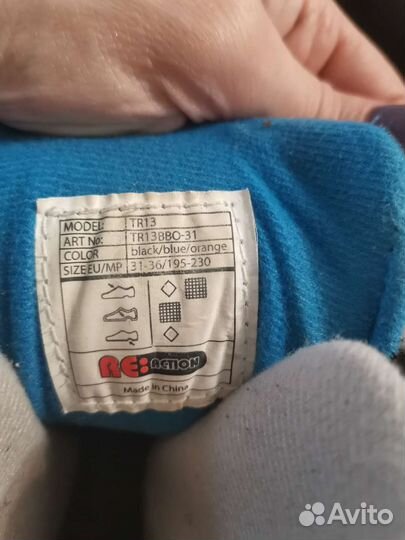 MODEL: TR13
ART No: TR13BBO-31
COLOR black/blue/orange
SIZE EU/MP 31-36/195-230
RE:ACTION
Made in China
Avito